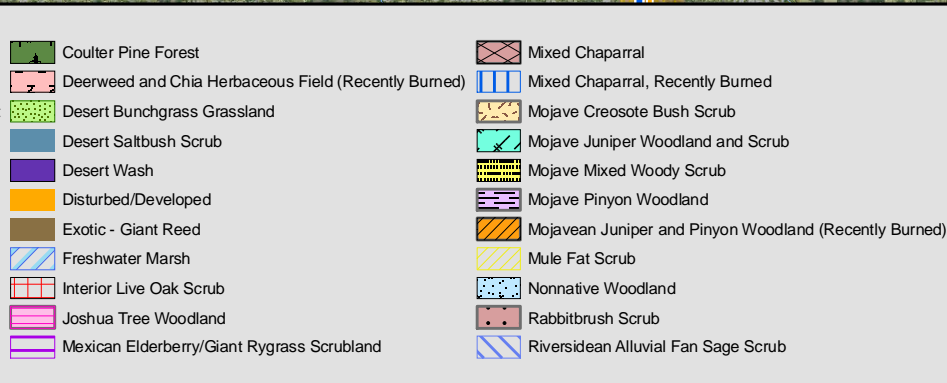 Coulter Pine Forest
Deerweed and Chia Herbaceous Field (Recently Burned)
Desert Bunchgrass Grassland
Desert Saltbush Scrub
Desert Wash
Disturbed/Developed
Exotic - Giant Reed
Freshwater Marsh
Interior Live Oak Scrub
Joshua Tree Woodland
Mexican Elderberry/Giant Rygrass Scrubland
Mixed Chaparral
Mixed Chaparral, Recently Burned
Mojave Creosote Bush Scrub
Mojave Juniper Woodland and Scrub
Mojave Mixed Woody Scrub
Mojave Pinyon Woodland
Mojavean Juniper and Pinyon Woodland (Recently Burned)
Mule Fat Scrub
Nonnative Woodland
Rabbitbrush Scrub
Riversidean Alluvial Fan Sage Scrub